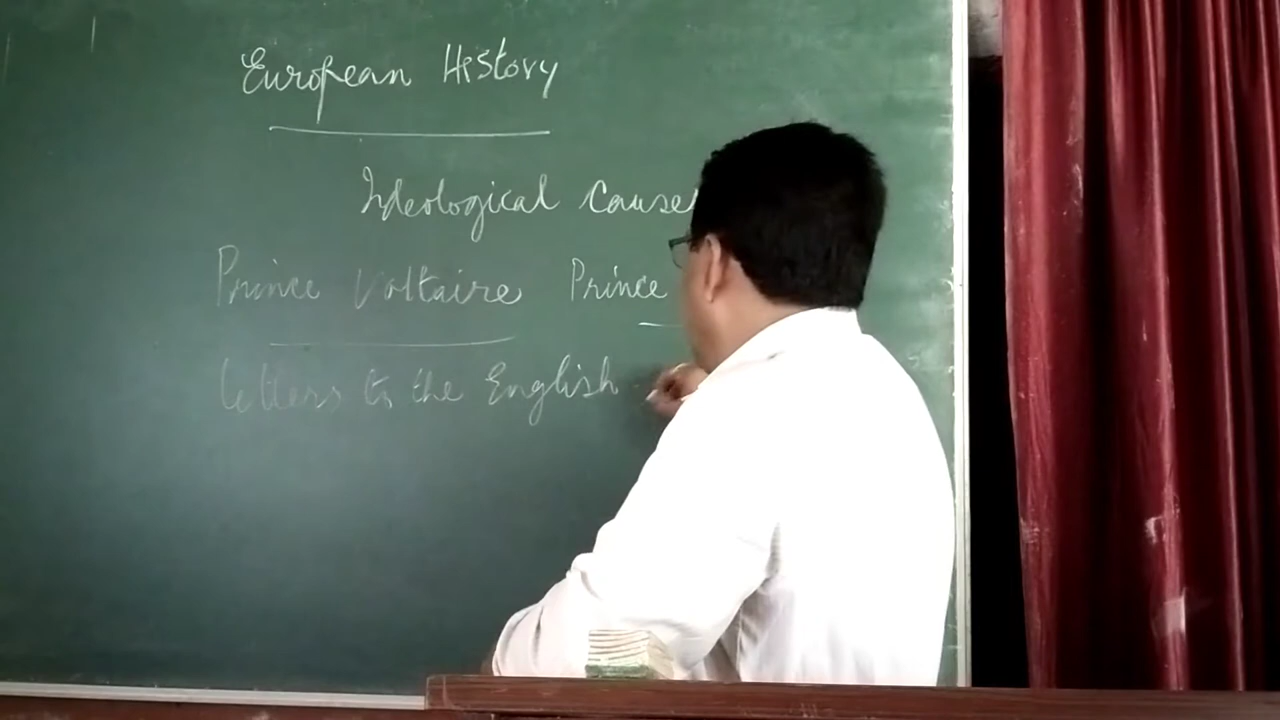 European History
Ideological Causes
Prince Voltaire Prince
Letters to the English